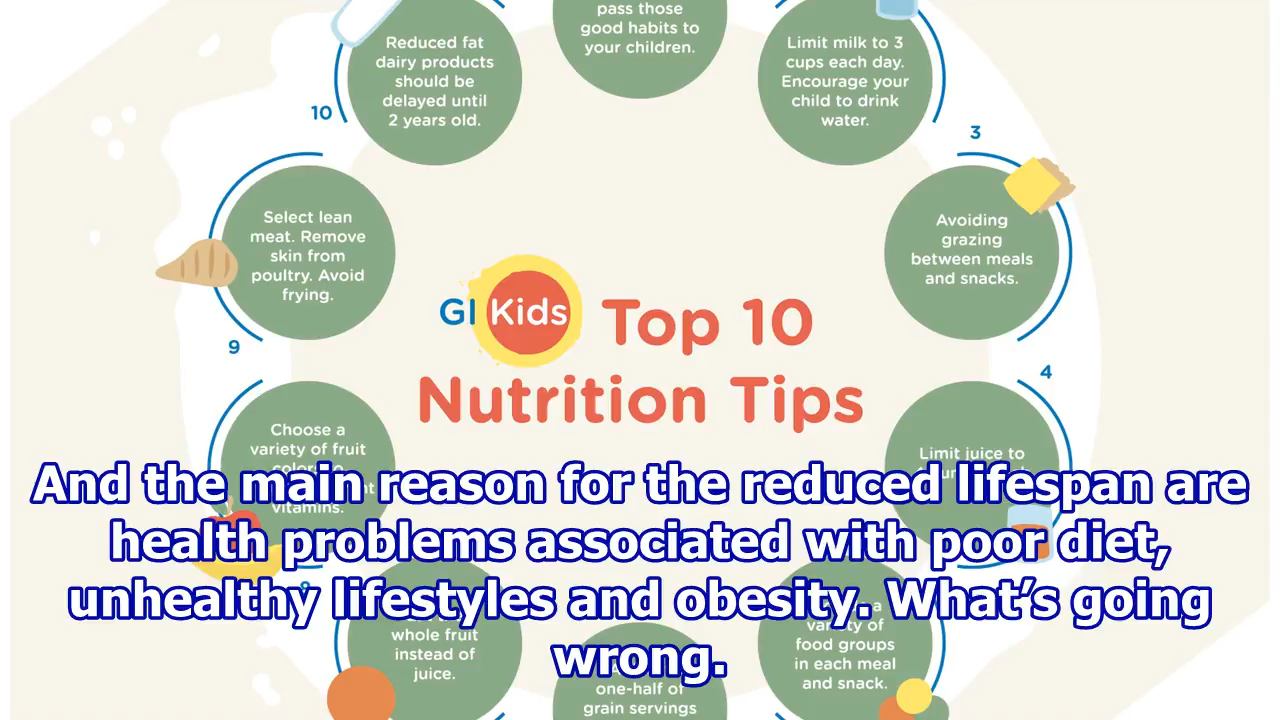 pass those
good habits to
your children.
Reduced fat
dairy products
should be
delayed until
2 years old.
Limit milk to 3
cups each day.
Encourage your
child to drink
water.
10
3
Select lean
meat. Remove
skin from
poultry. Avoid
frying.
Avoiding
grazing
between meals
and snacks.
GI Kids Top 10
Nutrition Tips
9
4
Choose a
variety of fruit
vitamins.
Limit juice to
And the main reason for the reduced lifespan are
health problems associated with poor diet,
unhealthy lifestyles and obesity. What’s going
wrong.
whole fruit
instead of
juice.
a
variety of
food groups
in each meal
and snack.
one-half of
grain servings